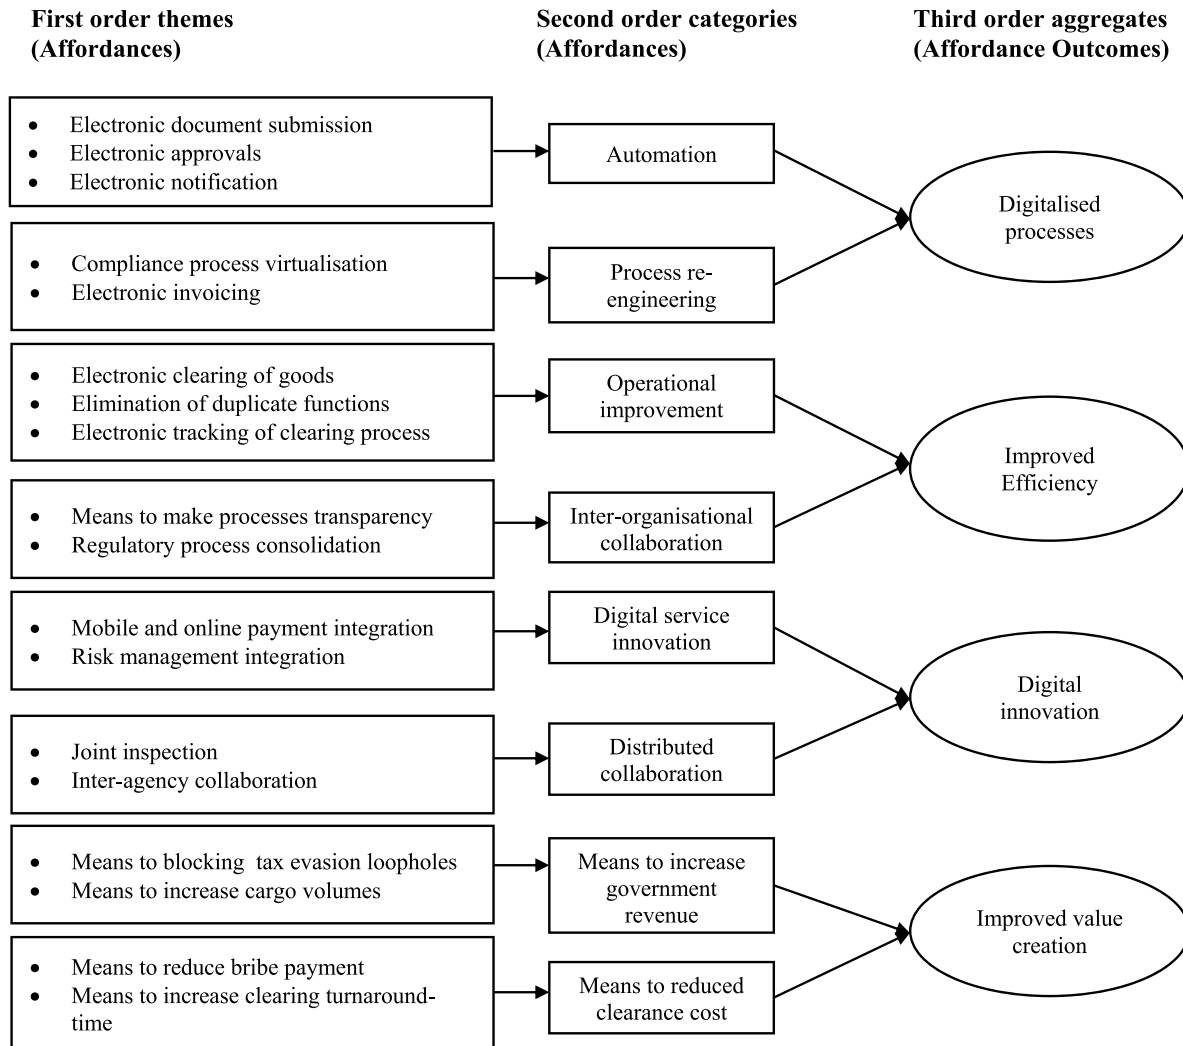 First order themes
(Affordances)
Second order categories
(Affordances)
Third order aggregates
(Affordance Outcomes)
• Electronic document submission
• Electronic approvals
• Electronic notification
Automation
Digitalised
processes
• Compliance process virtualisation
• Electronic invoicing
Process re-
engineering
• Electronic clearing of goods
• Elimination of duplicate functions
• Electronic tracking of clearing process
Operational
improvement
Improved
Efficiency
• Means to make processes transparency
• Regulatory process consolidation
Inter-organisational
collaboration
• Mobile and online payment integration
• Risk management integration
Digital service
innovation
Digital
innovation
• Joint inspection
• Inter-agency collaboration
Distributed
collaboration
• Means to blocking  tax evasion loopholes
• Means to increase cargo volumes
Means to increase
government
revenue
Improved value
creation
• Means to reduce bribe payment
• Means to increase clearing turnaround-
time
Means to reduced
clearance cost